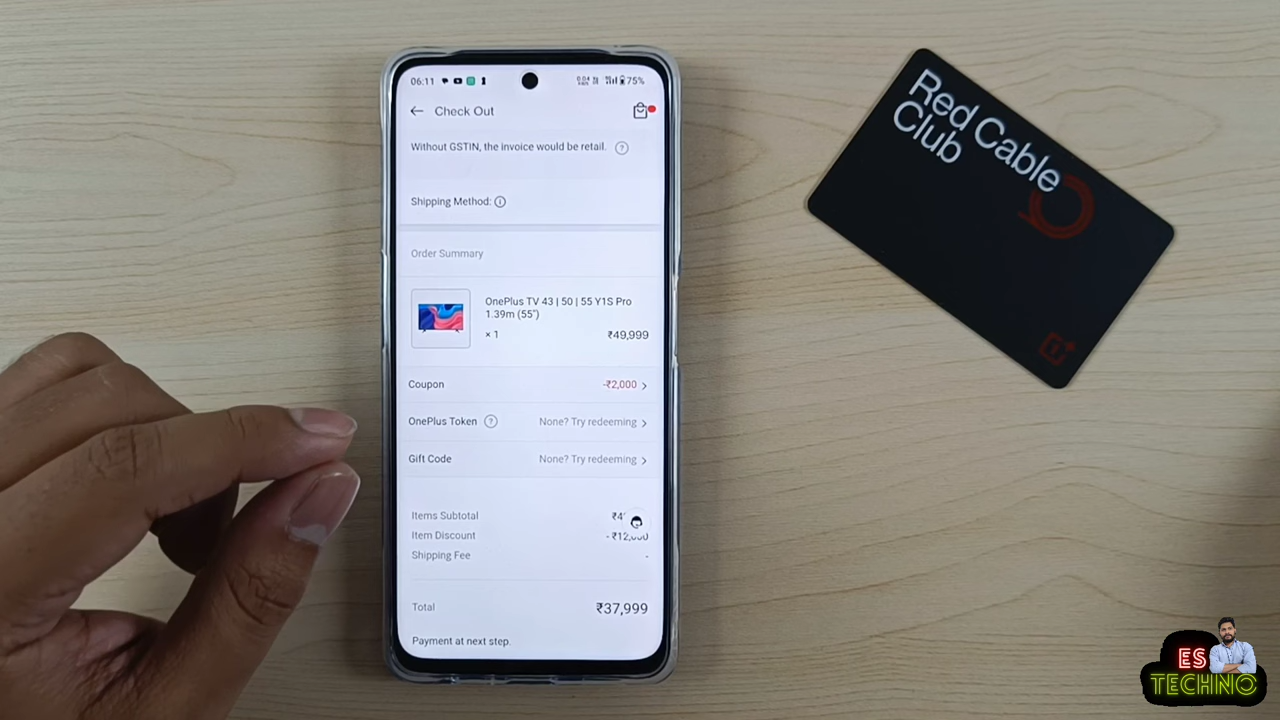 06:11
75%
Check Out
Without GSTIN, the invoice would be retail. ?
Shipping Method:
Order Summary
OnePlus TV 43 | 50 | 55 Y1S Pro
1.39m (55")
× 1 ₹49,999
Coupon -₹2,000
OnePlus Token ? None? Try redeeming
Gift Code None? Try redeeming
Items Subtotal
Item Discount - ₹12,000
Shipping Fee -
Total ₹37,999
Payment at next step.
Red Cable
Club
ES
TECHNO